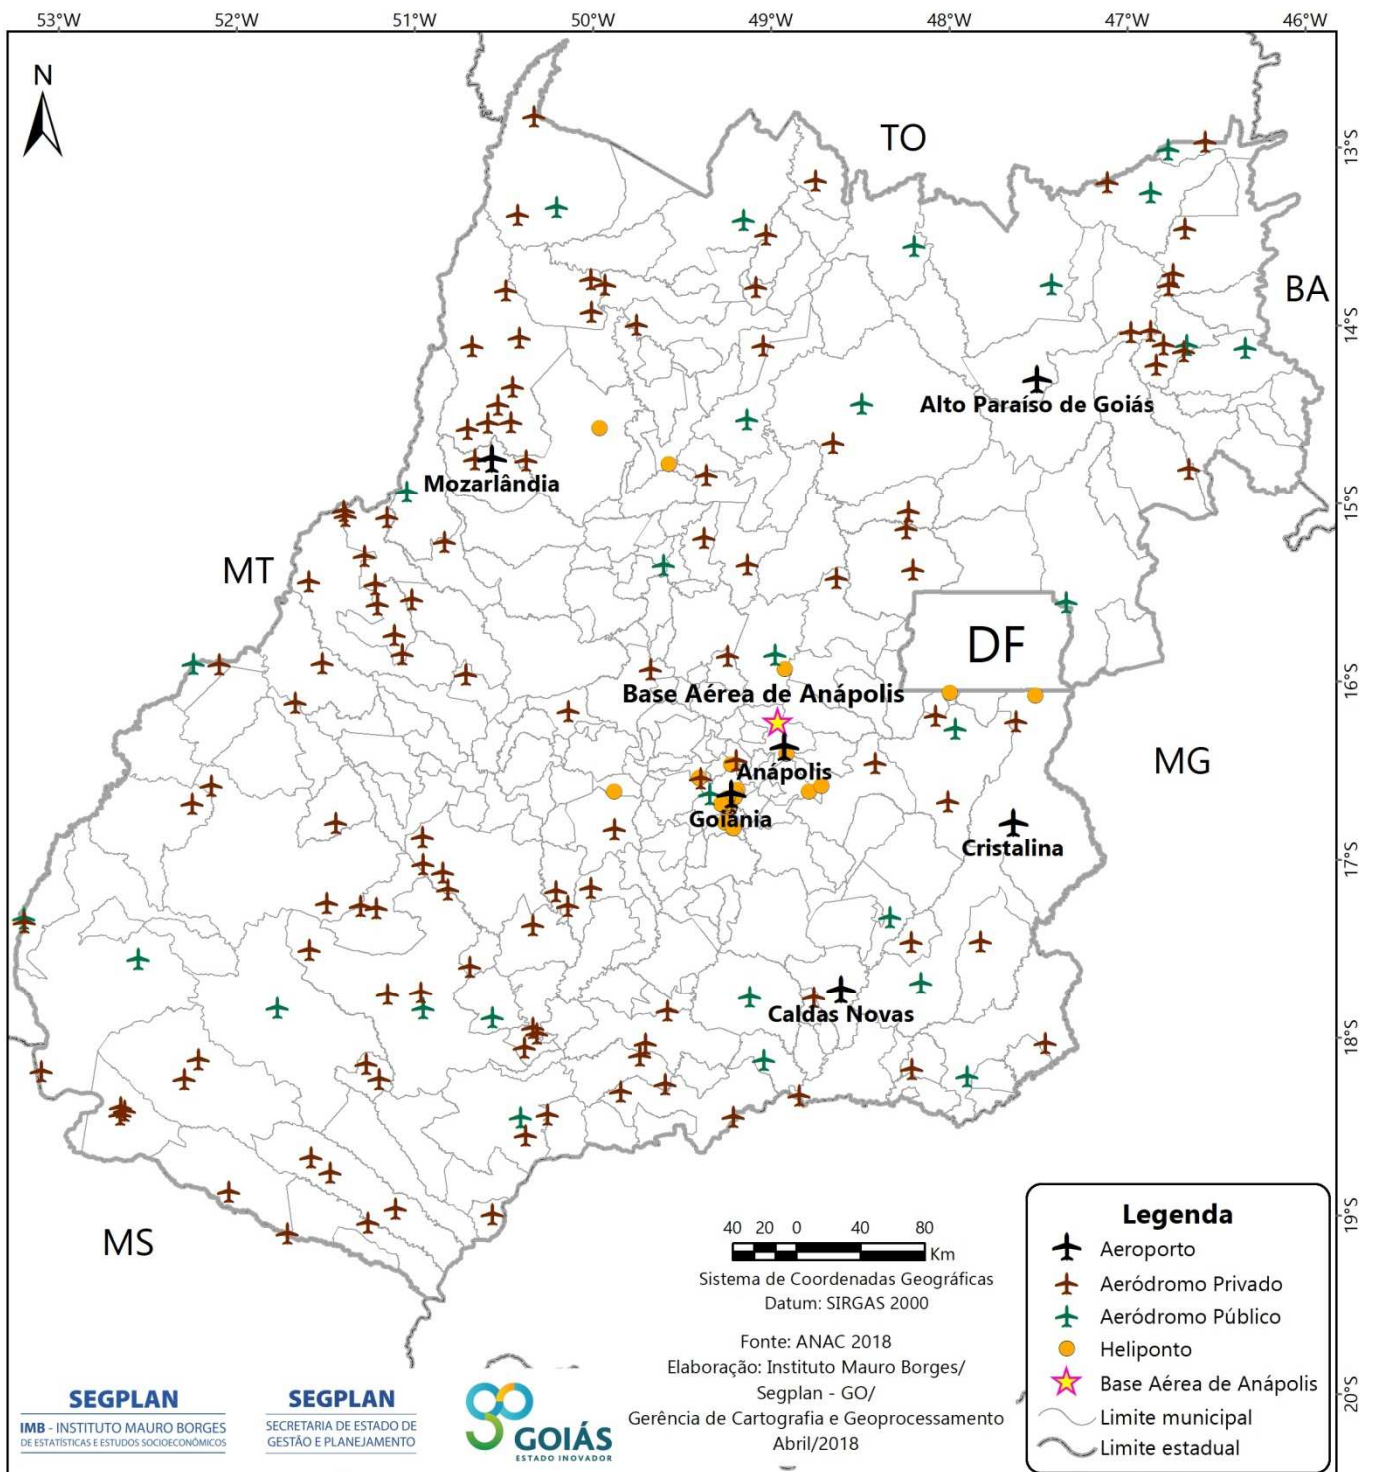 53°W 52°W 51°W 50°W 49°W 48°W 47°W 46°W
N
TO
13°S
BA
14°S
Alto Paraíso de Goiás
Mozarlândia
15°S
MT
DF
16°S
Base Aérea de Anápolis
MG
Anápolis
Goiânia
Cristalina
17°S
Caldas Novas
18°S
MS
19°S
40 20 0 40 80
Km
Sistema de Coordenadas Geográficas
Datum: SIRGAS 2000
Fonte: ANAC 2018
Elaboração: Instituto Mauro Borges/
Segplan - GO/
Gerência de Cartografia e Geoprocessamento
Abril/2018
Legenda
Aeroporto
Aeródromo Privado
Aeródromo Público
Heliponto
Base Aérea de Anápolis
Limite municipal
Limite estadual
20°S
SEGPLAN
IMB - INSTITUTO MAURO BORGES
DE ESTATÍSTICAS E ESTUDOS SOCIOECONÔMICOS
SEGPLAN
SECRETARIA DE ESTADO DE
GESTÃO E PLANEJAMENTO
GOIÁS
ESTADO INOVADOR